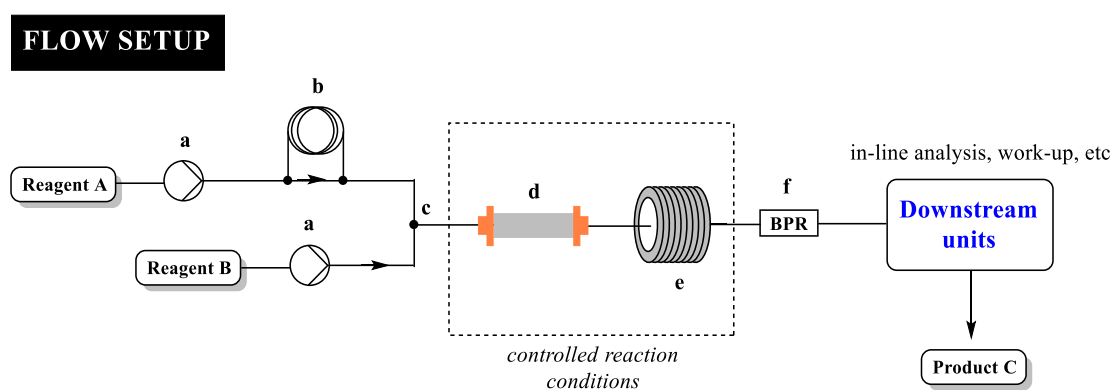 FLOW SETUP
b
a
Reagent A
c
a
Reagent B
d
e
controlled reaction
conditions
f
BPR
in-line analysis, work-up, etc
Downstream
units
Product C